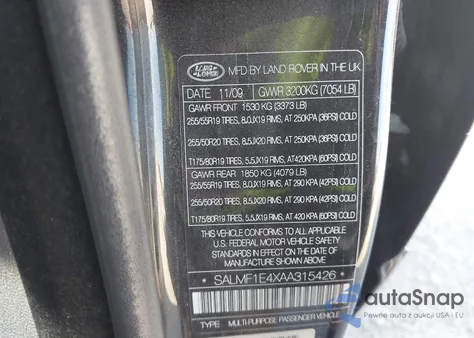 LAND ROVER
MFD BY LAND ROVER IN THE UK
DATE 11/09 GVWR 3200KG (7054 LB)
GAWR FRONT 1530 KG (3373 LB)
255/55R19 TIRES, 8.0JX19 RIMS, AT 250KPA (36PSI) COLD
255/50R20 TIRES, 8.5JX20 RIMS, AT 250KPA (36PSI) COLD
T175/80R19 TIRES, 5.5JX19 RIMS, AT 420KPA (60PSI) COLD
GAWR REAR 1850 KG (4079 LB)
255/55R19 TIRES, 8.0JX19 RIMS, AT 290 KPA (42PSI) COLD
255/50R20 TIRES, 8.5JX20 RIMS, AT 290 KPA (42PSI) COLD
T175/80R19 TIRES, 5.5JX19 RIMS, AT 420 KPA (60PSI) COLD
THIS VEHICLE CONFORMS TO ALL APPLICABLE
U.S. FEDERAL MOTOR VEHICLE SAFETY
STANDARDS IN EFFECT ON THE DATE OF
MANUFACTURE SHOWN ABOVE
* SALMF1E4XAA315426 *
TYPE MULTI-PURPOSE PASSENGER VEHICLE
autoSnap
Pewne auta z USA i EU